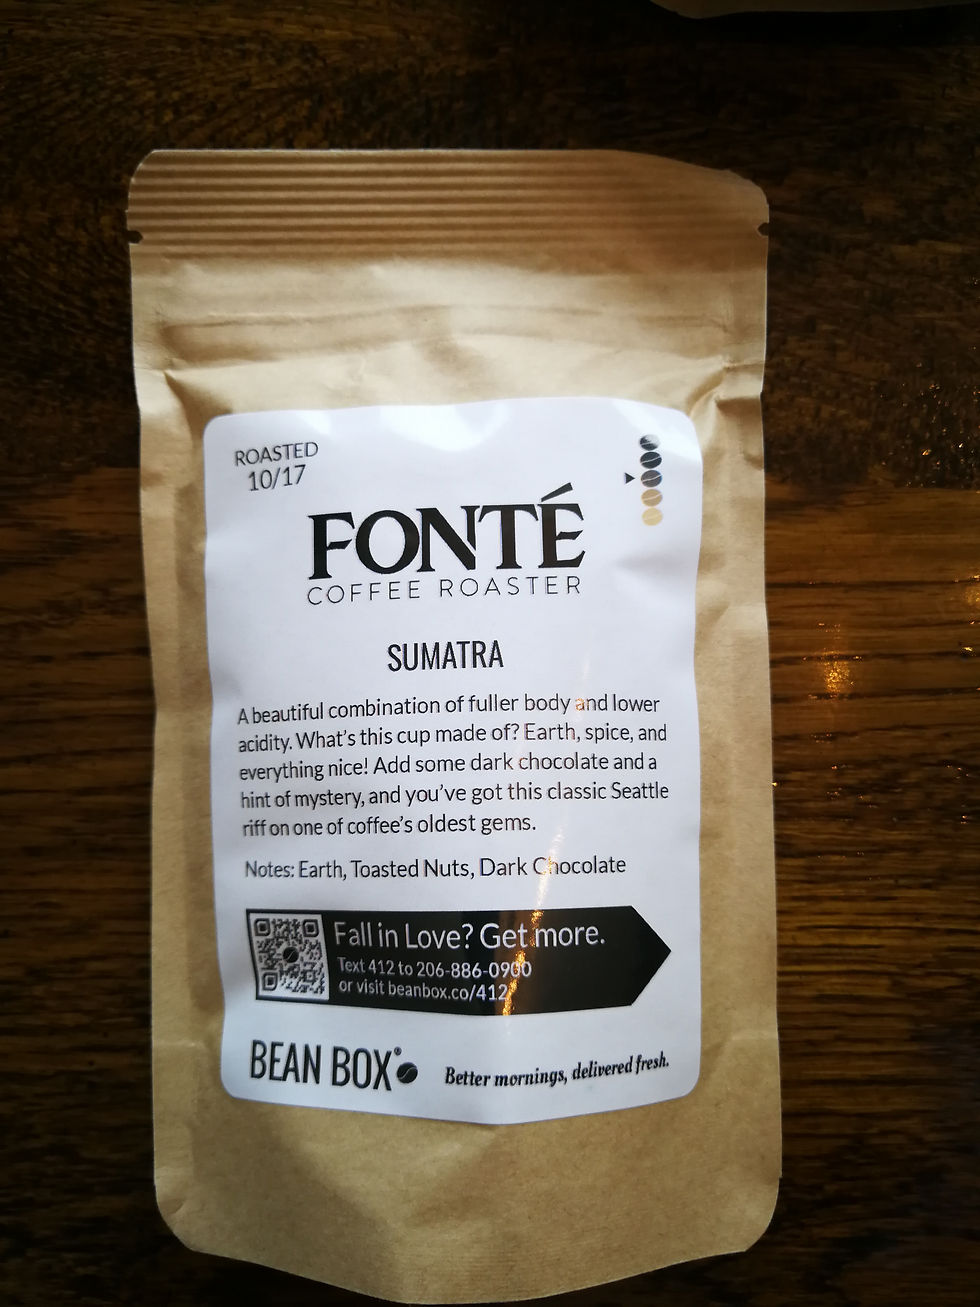 ROASTED
10/17
FONTÉ
COFFEE ROASTER
SUMATRA
A beautiful combination of fuller body and lower
acidity. What's this cup made of? Earth, spice, and
everything nice! Add some dark chocolate and a
hint of mystery, and you've got this classic Seattle
riff on one of coffee's oldest gems.
Notes: Earth, Toasted Nuts, Dark Chocolate
Fall in Love? Get more.
Text 412 to 206-886-0900
or visit beanbox.co/412
BEAN BOX
Better mornings, delivered fresh.